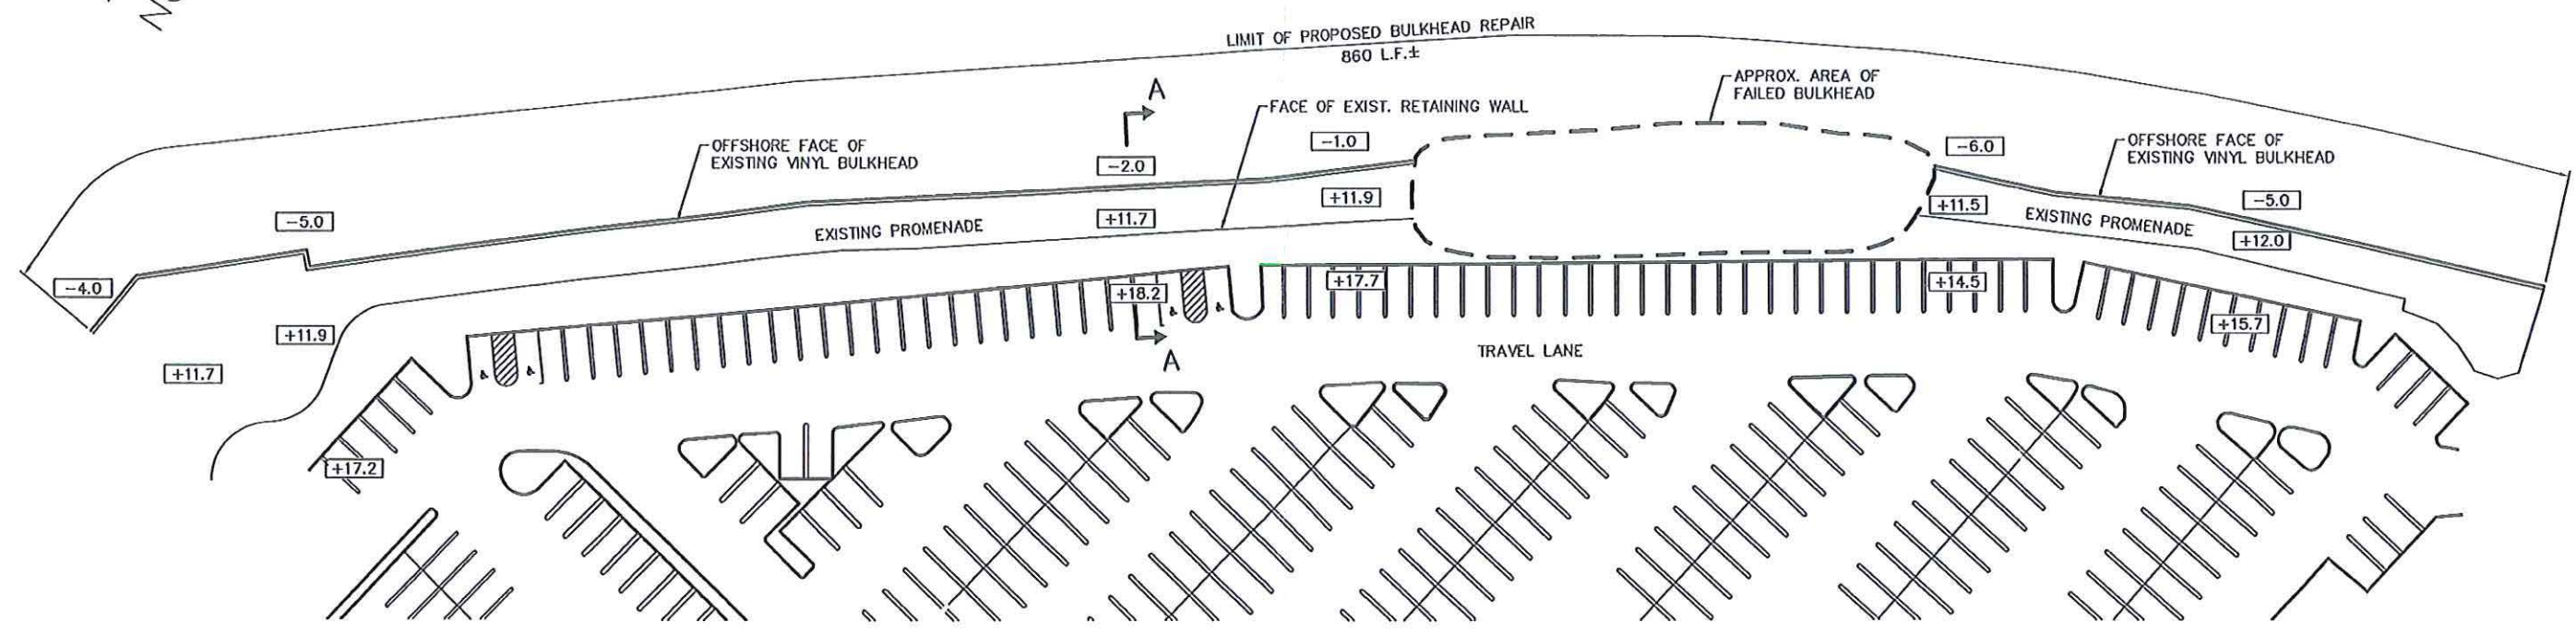 LIMIT OF PROPOSED BULKHEAD REPAIR
860 L.F.±
A
APPROX. AREA OF
FAILED BULKHEAD
FACE OF EXIST. RETAINING WALL
OFFSHORE FACE OF
EXISTING VINYL BULKHEAD
-1.0
-6.0
OFFSHORE FACE OF
EXISTING VINYL BULKHEAD
-2.0
-5.0
+11.9
+11.5
-5.0
+11.7
EXISTING PROMENADE
EXISTING PROMENADE
+12.0
-4.0
+18.2
+17.7
+14.5
+11.9
+15.7
A
TRAVEL LANE
+11.7
+17.2